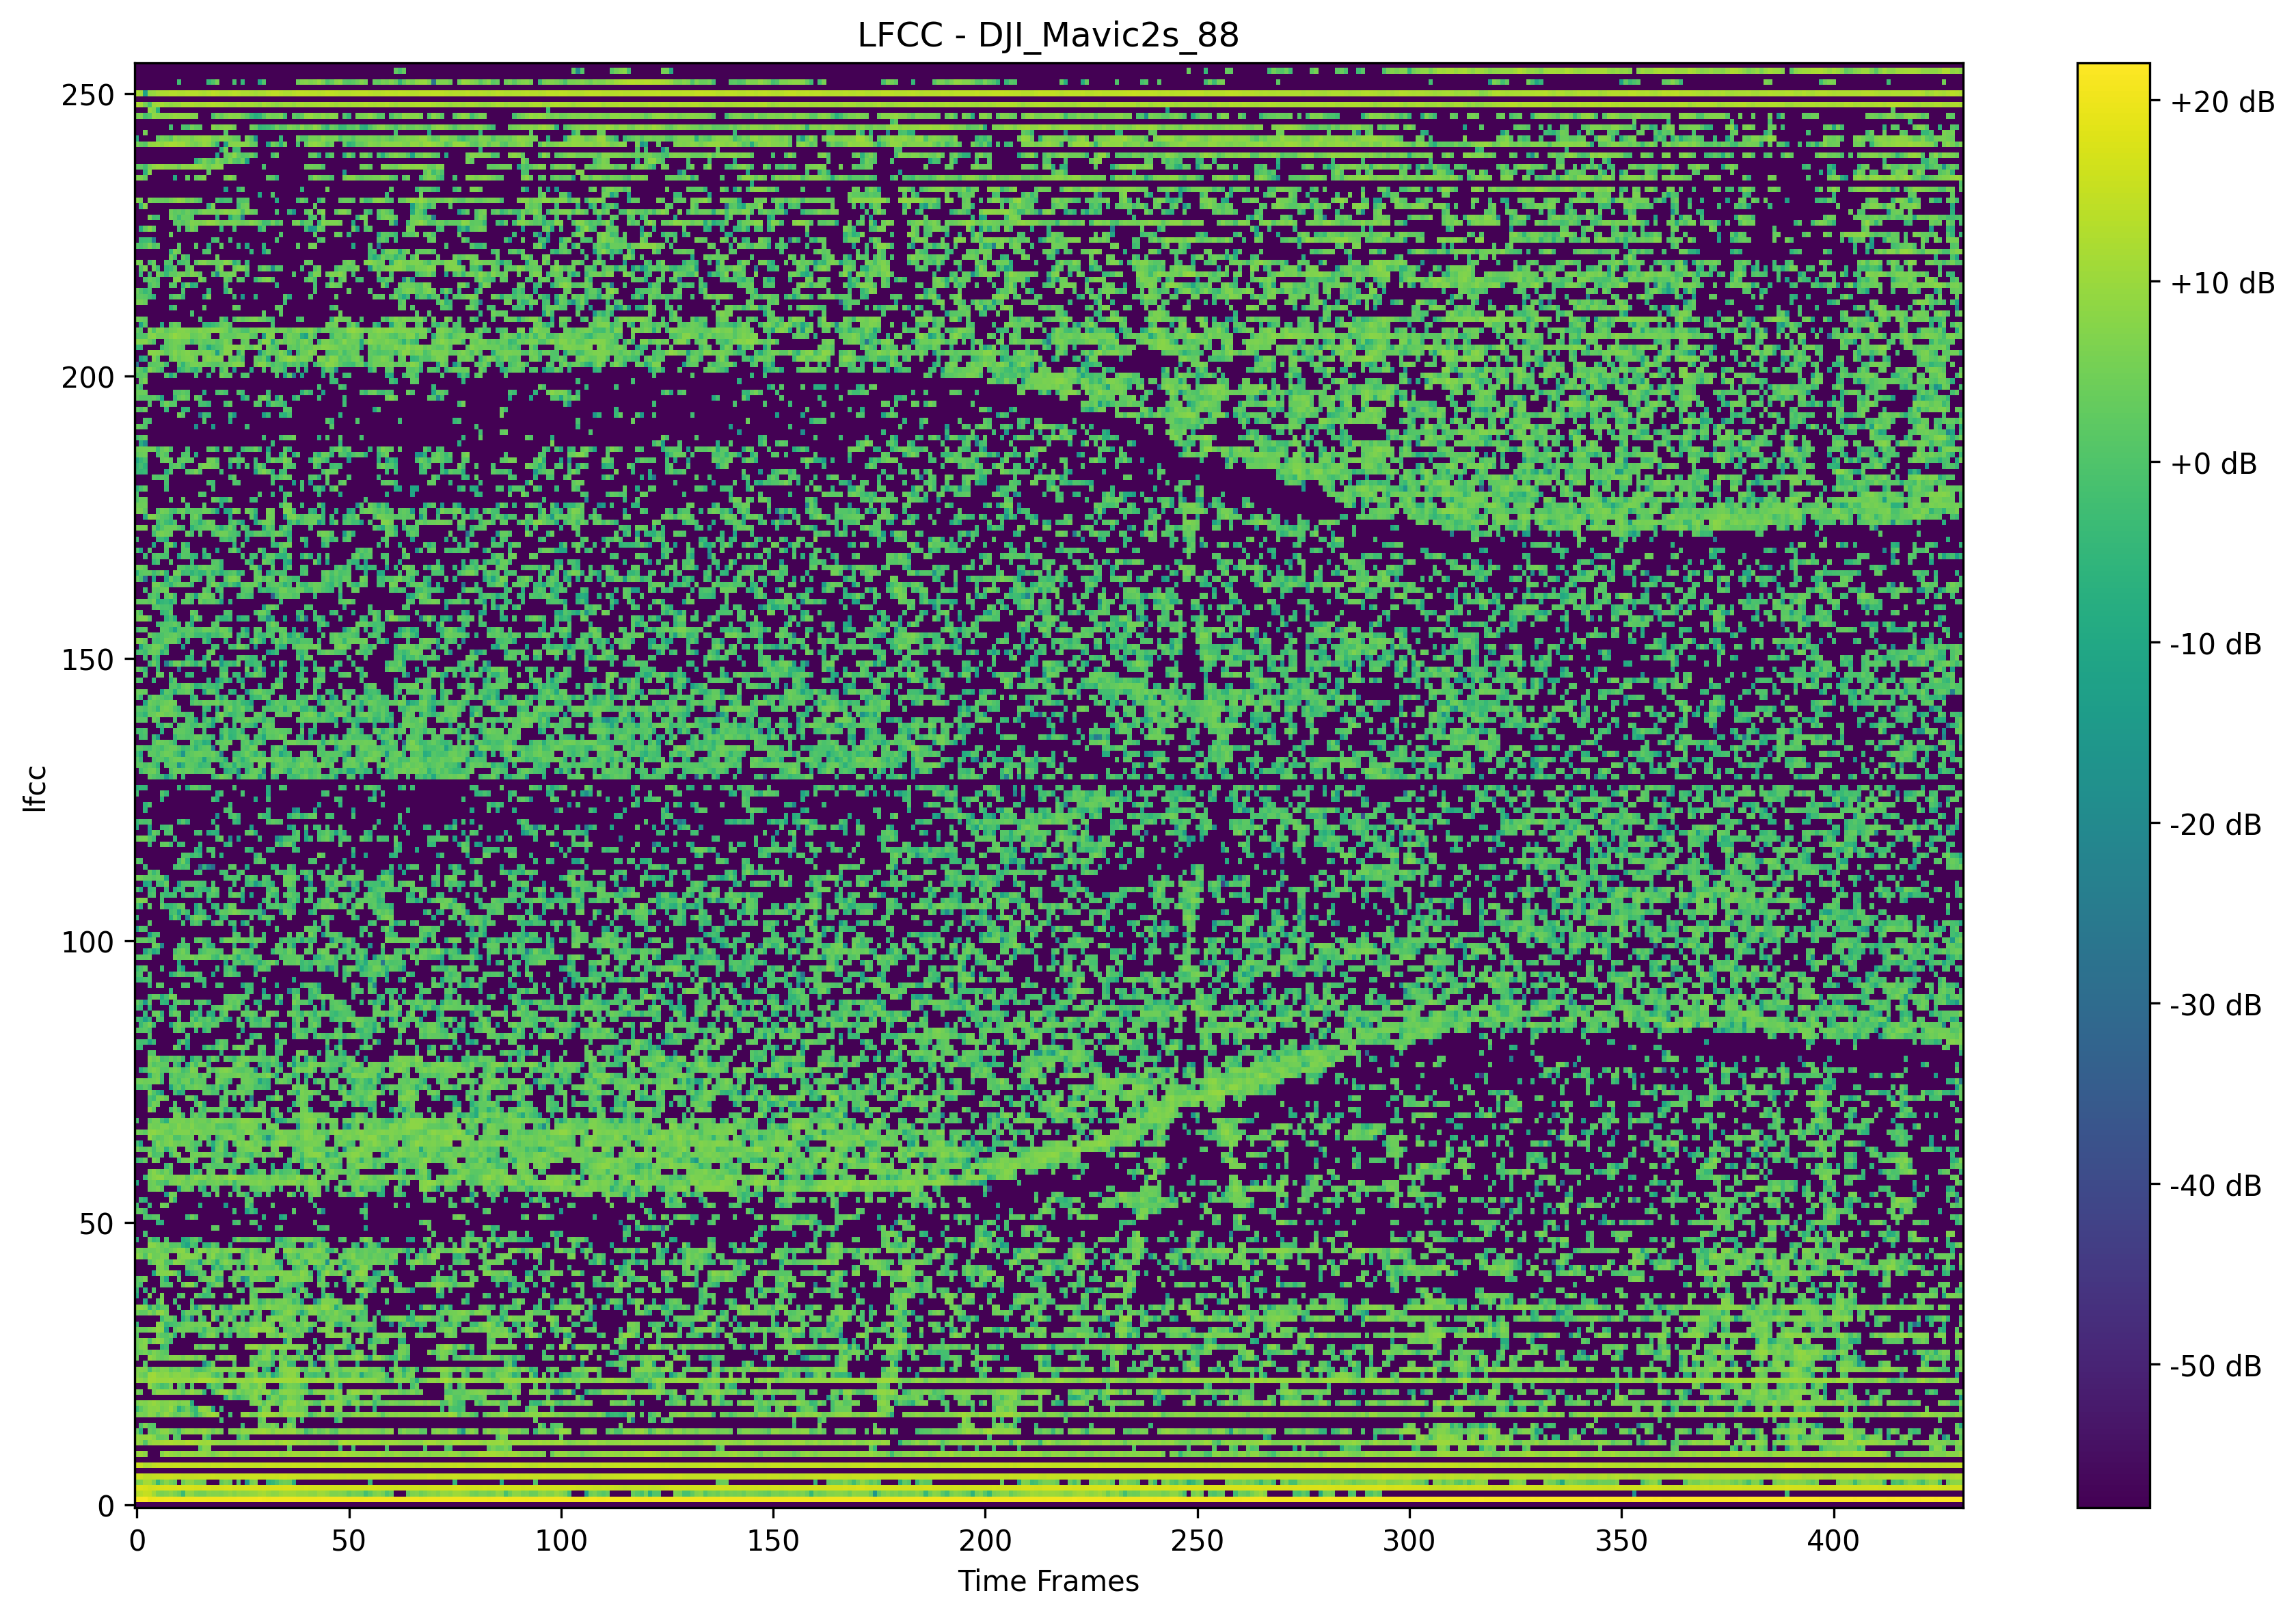 LFCC - DJI_Mavic2s_88
lfcc
250
200
150
100
50
0
0 50 100 150 200 250 300 350 400
Time Frames
+20 dB
+10 dB
+0 dB
-10 dB
-20 dB
-30 dB
-40 dB
-50 dB